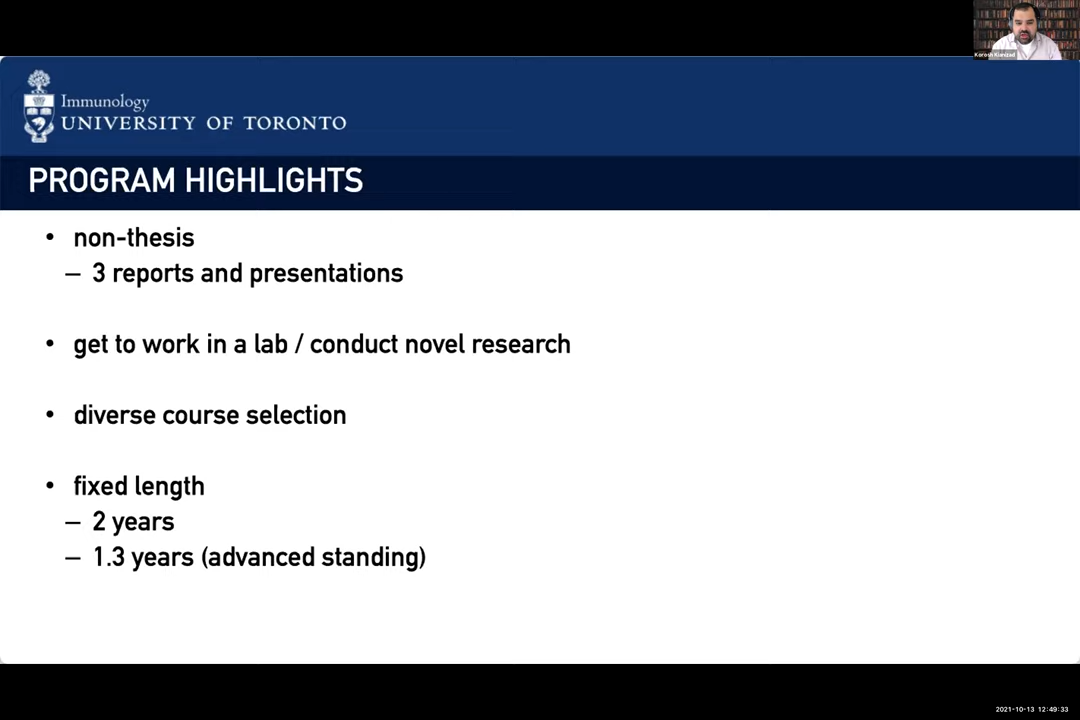 Korosh Kianizad
Immunology
UNIVERSITY OF TORONTO
PROGRAM HIGHLIGHTS
• non-thesis
– 3 reports and presentations
• get to work in a lab / conduct novel research
• diverse course selection
• fixed length
– 2 years
– 1.3 years (advanced standing)
2021-10-13 12:49:33